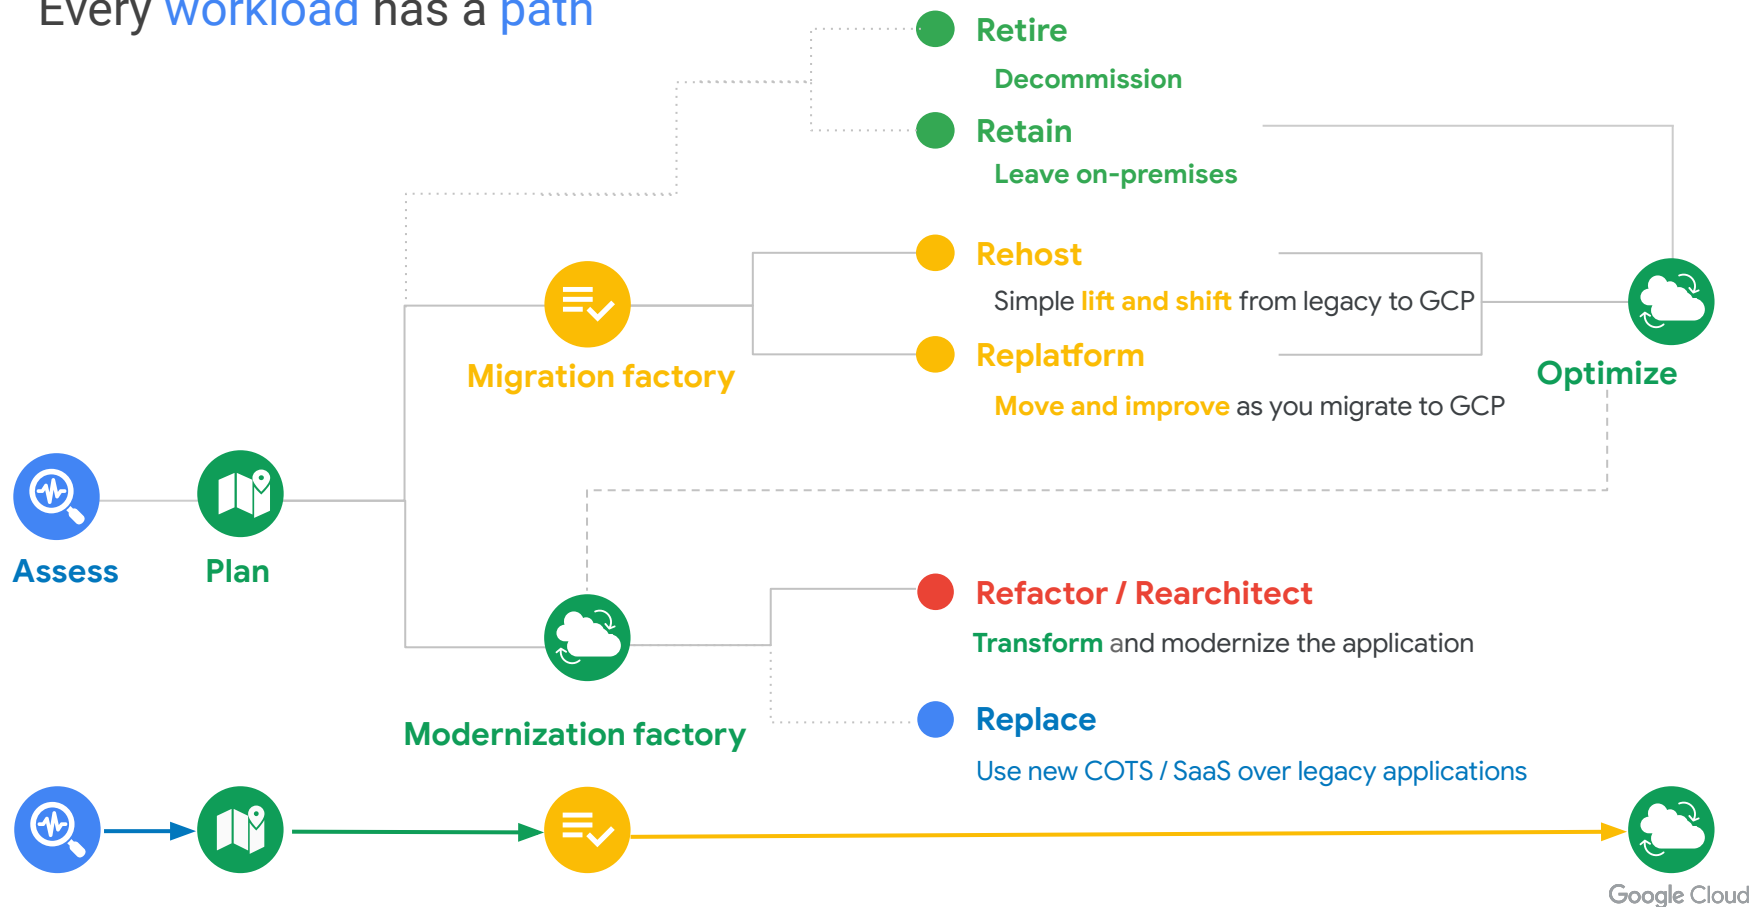 Every workload has a path
Retire
Decommission
Retain
Leave on-premises
Rehost
Simple lift and shift from legacy to GCP
Migration factory
Replatform
Move and improve as you migrate to GCP
Optimize
Assess
Plan
Refactor / Rearchitect
Transform and modernize the application
Modernization factory
Replace
Use new COTS / SaaS over legacy applications
Google Cloud